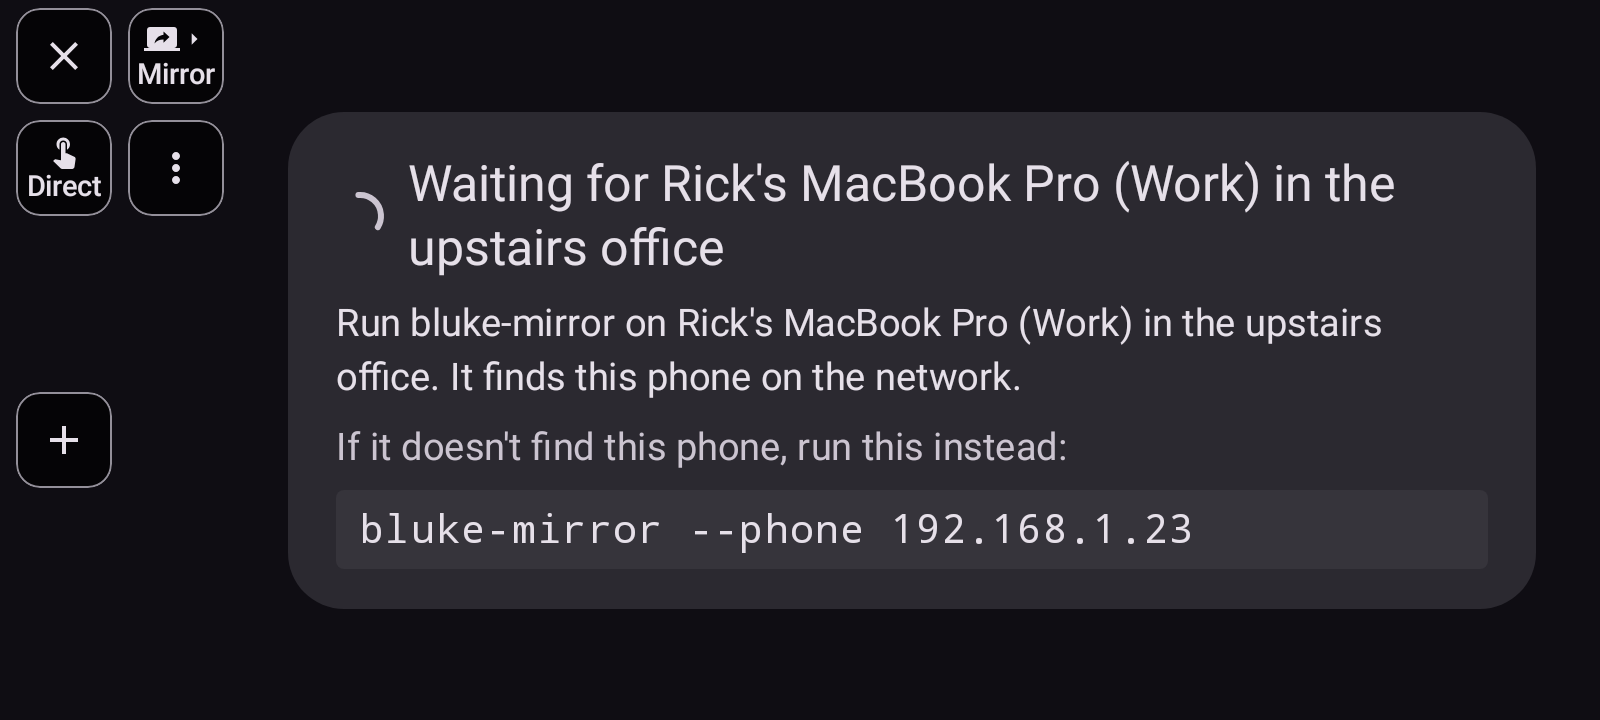 Mirror
Direct
Waiting for Rick's MacBook Pro (Work) in the
upstairs office
Run bluke-mirror on Rick's MacBook Pro (Work) in the upstairs
office. It finds this phone on the network.
If it doesn't find this phone, run this instead:
bluke-mirror --phone 192.168.1.23